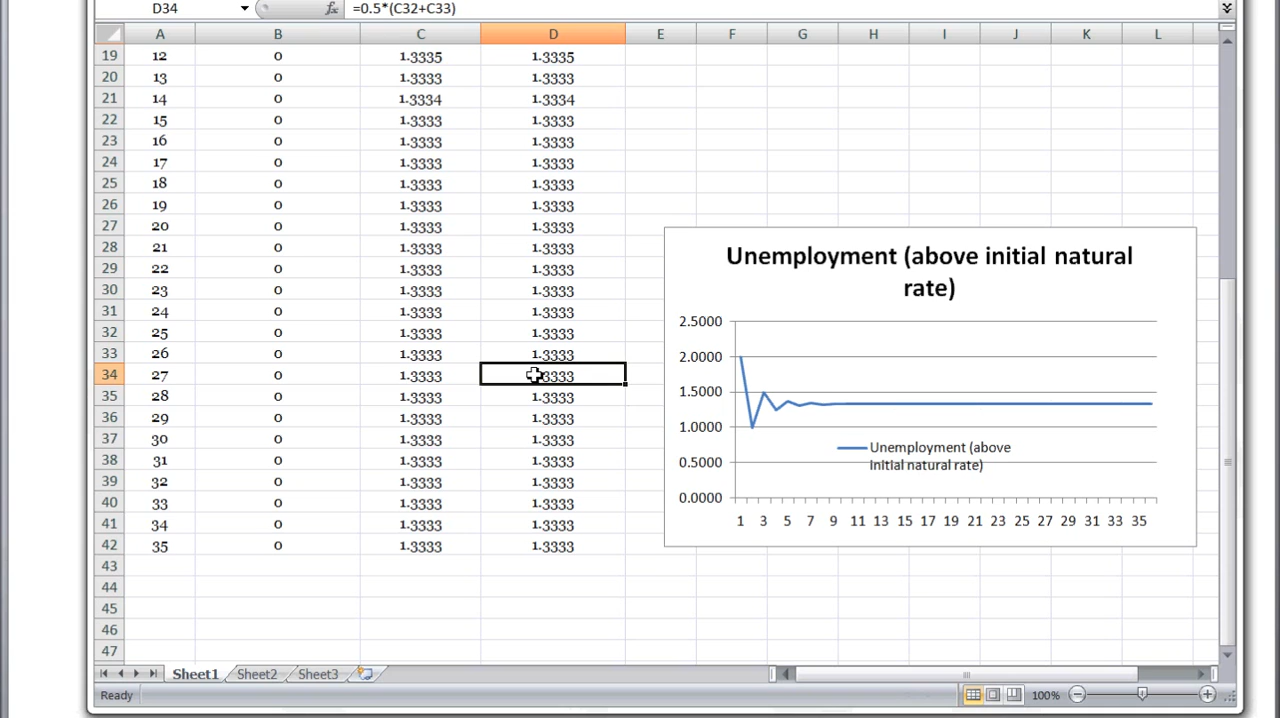 D34 fx =0.5*(C32+C33)
A B C D E F G H I J K L
19 12 0 1.3335 1.3335
20 13 0 1.3333 1.3333
21 14 0 1.3334 1.3334
22 15 0 1.3333 1.3333
23 16 0 1.3333 1.3333
24 17 0 1.3333 1.3333
25 18 0 1.3333 1.3333
26 19 0 1.3333 1.3333
27 20 0 1.3333 1.3333
28 21 0 1.3333 1.3333
29 22 0 1.3333 1.3333
30 23 0 1.3333 1.3333
31 24 0 1.3333 1.3333
32 25 0 1.3333 1.3333
33 26 0 1.3333 1.3333
34 27 0 1.3333
35 28 0 1.3333 1.3333
36 29 0 1.3333 1.3333
37 30 0 1.3333 1.3333
38 31 0 1.3333 1.3333
39 32 0 1.3333 1.3333
40 33 0 1.3333 1.3333
41 34 0 1.3333 1.3333
42 35 0 1.3333 1.3333
43
44
45
46
47
Unemployment (above initial natural
rate)
2.5000
2.0000
1.5000
1.0000
0.5000
0.0000
Unemployment (above
initial natural rate)
1 3 5 7 9 11 13 15 17 19 21 23 25 27 29 31 33 35
Sheet1 Sheet2 Sheet3
Ready 100%